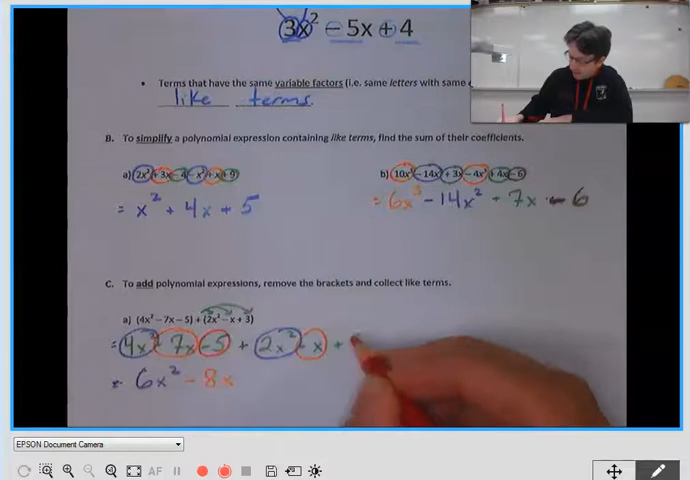 3x² − 5x + 4
• Terms that have the same variable factors (i.e. same letters with same
like terms.
B. To simplify a polynomial expression containing like terms, find the sum of their coefficients.
a) 2x² + 3x − 4 − x² + x + 9
b) 10x³ − 14x² + 3x − 4x³ + 4x − 6
= x² + 4x + 5
= 6x³ − 14x² + 7x − 6
C. To add polynomial expressions, remove the brackets and collect like terms.
a) (4x² − 7x − 5) + (2x² − x + 3)
= 4x² − 7x − 5 + 2x² − x +
= 6x² − 8x
EPSON Document Camera
AF